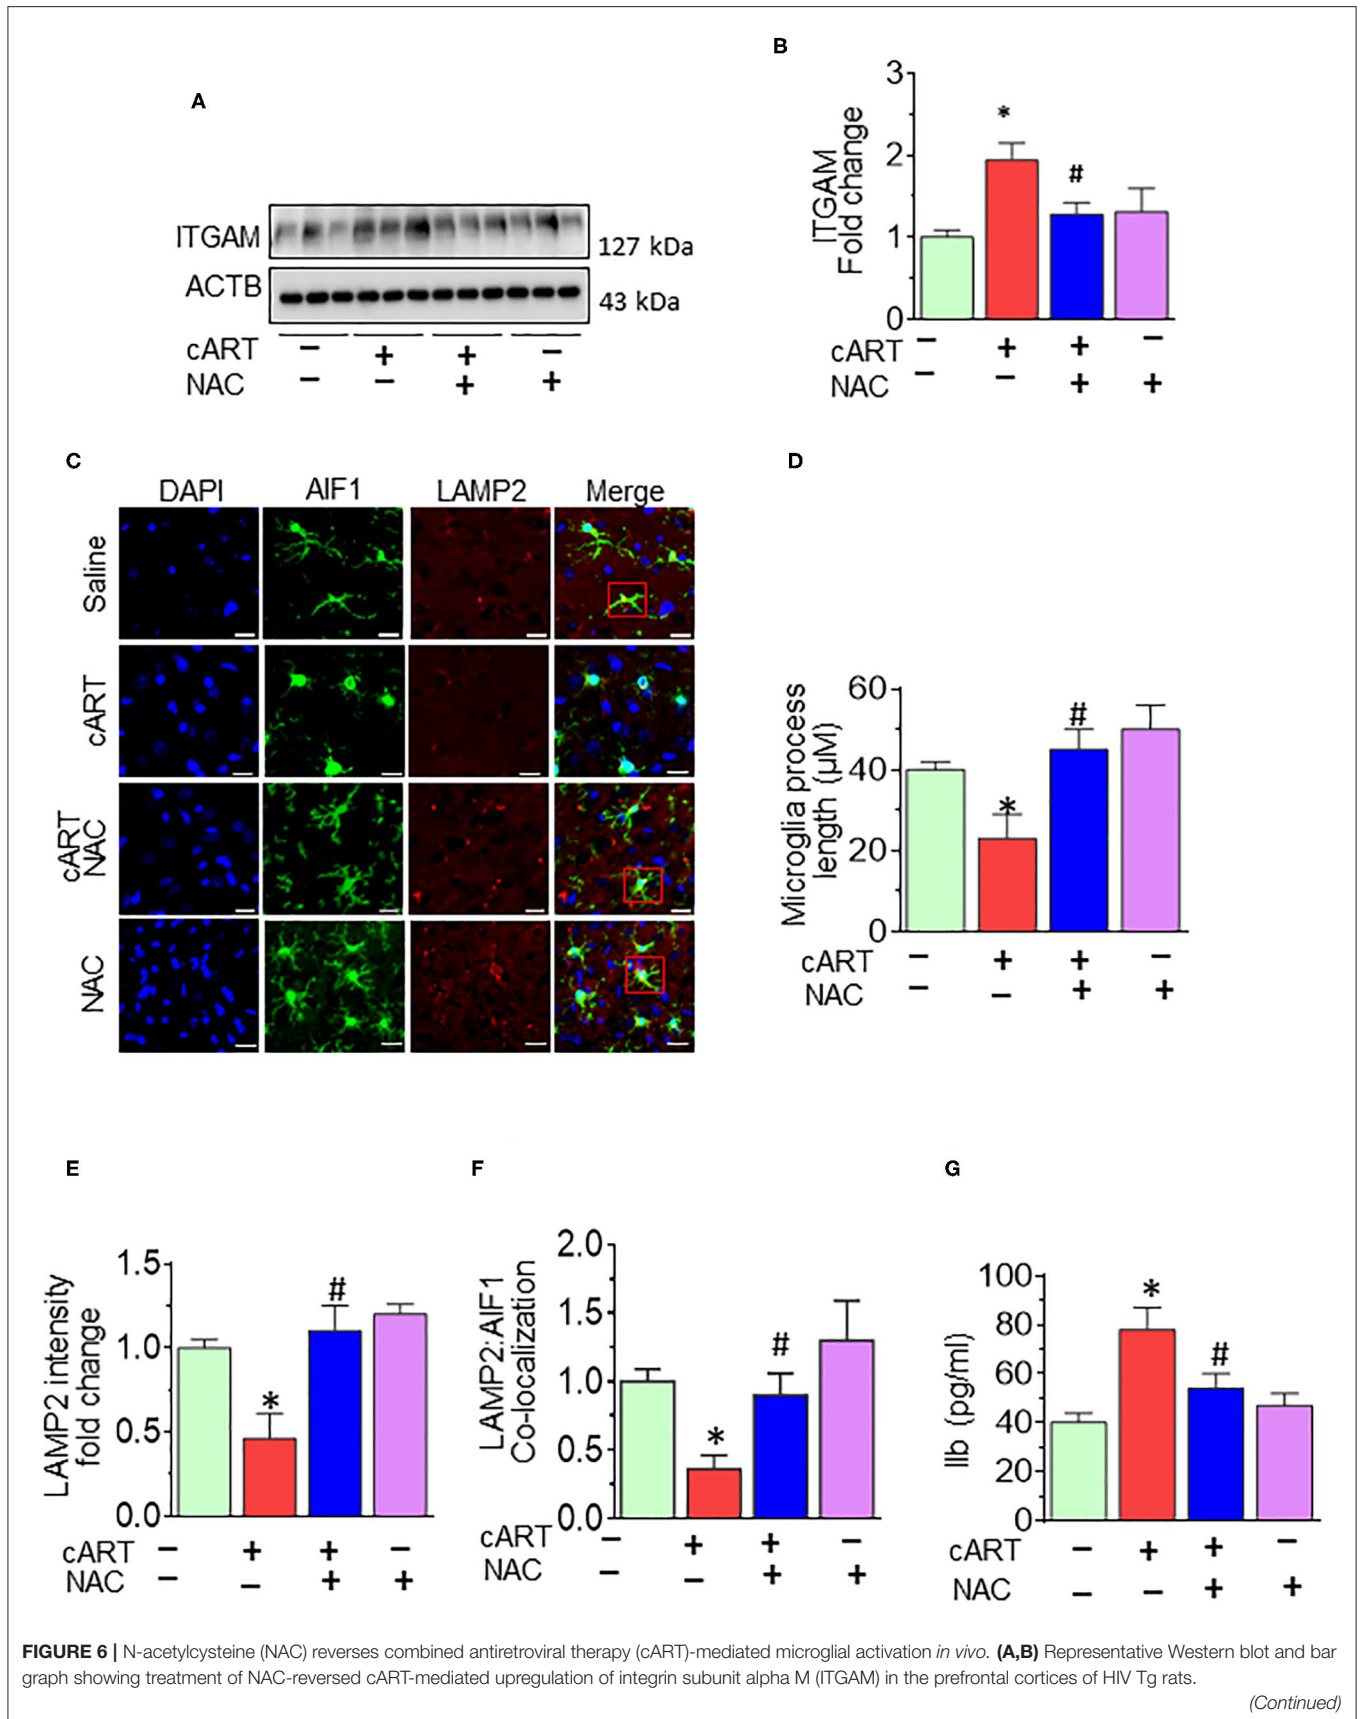 A
ITGAM
127 kDa
ACTB
43 kDa
cART − + + −
NAC − − + +
B
ITGAM
Fold change
3
2
1
0
*
#
cART − + + −
NAC − − + +
C
DAPI AIF1 LAMP2 Merge
Saline
cART
cART
NAC
NAC
D
Microglia process
length (µM)
60
40
20
0
*
#
cART − + + −
NAC − − + +
E
LAMP2 intensity
fold change
1.5
1.0
0.5
0.0
*
#
cART − + + −
NAC − − + +
F
LAMP2:AIF1
Co-localization
2.0
1.5
1.0
0.5
0.0
*
#
cART − + + −
NAC − − + +
G
Ilb (pg/ml)
100
80
60
40
20
0
*
#
cART − + + −
NAC − − + +
FIGURE 6 | N-acetylcysteine (NAC) reverses combined antiretroviral therapy (cART)-mediated microglial activation in vivo. (A,B) Representative Western blot and bar
graph showing treatment of NAC-reversed cART-mediated upregulation of integrin subunit alpha M (ITGAM) in the prefrontal cortices of HIV Tg rats.
(Continued)